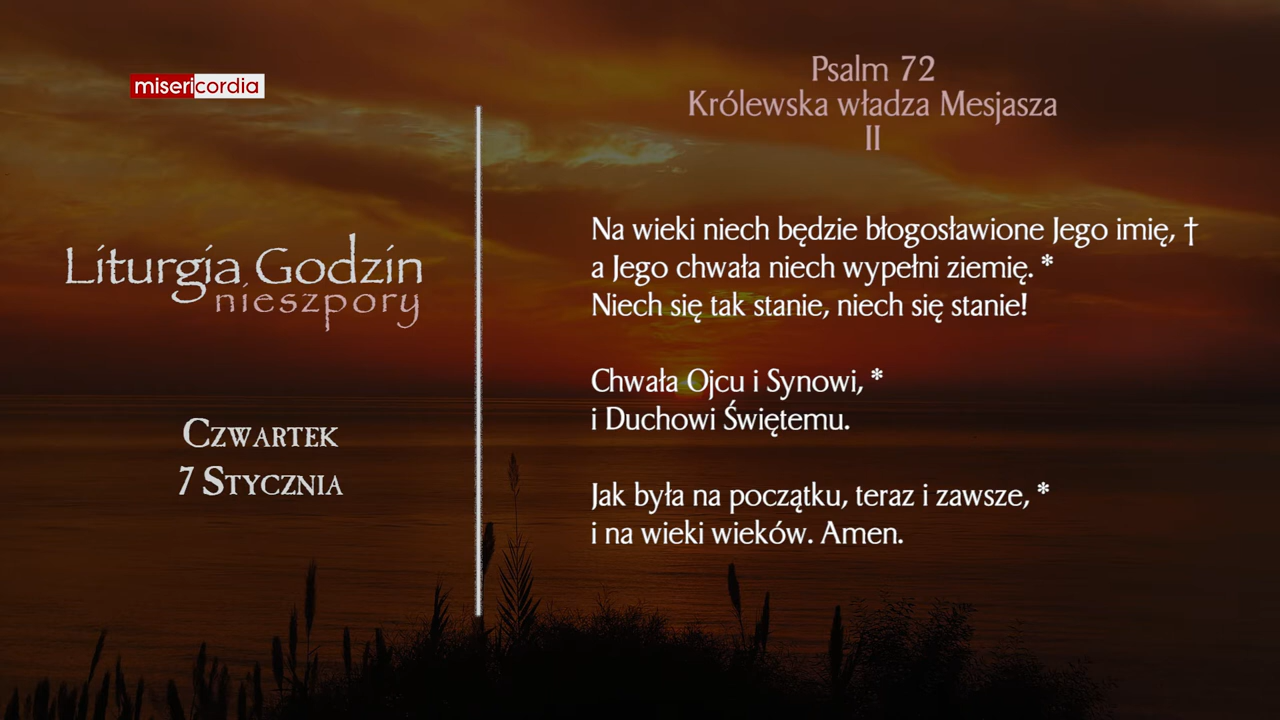 misericordia
Liturgia Godzin
nieszpory
Czwartek
7 Stycznia
Psalm 72
Królewska władza Mesjasza
II
Na wieki niech będzie błogosławione Jego imię, †
a Jego chwała niech wypełni ziemię. *
Niech się tak stanie, niech się stanie!
Chwała Ojcu i Synowi, *
i Duchowi Świętemu.
Jak była na początku, teraz i zawsze, *
i na wieki wieków. Amen.